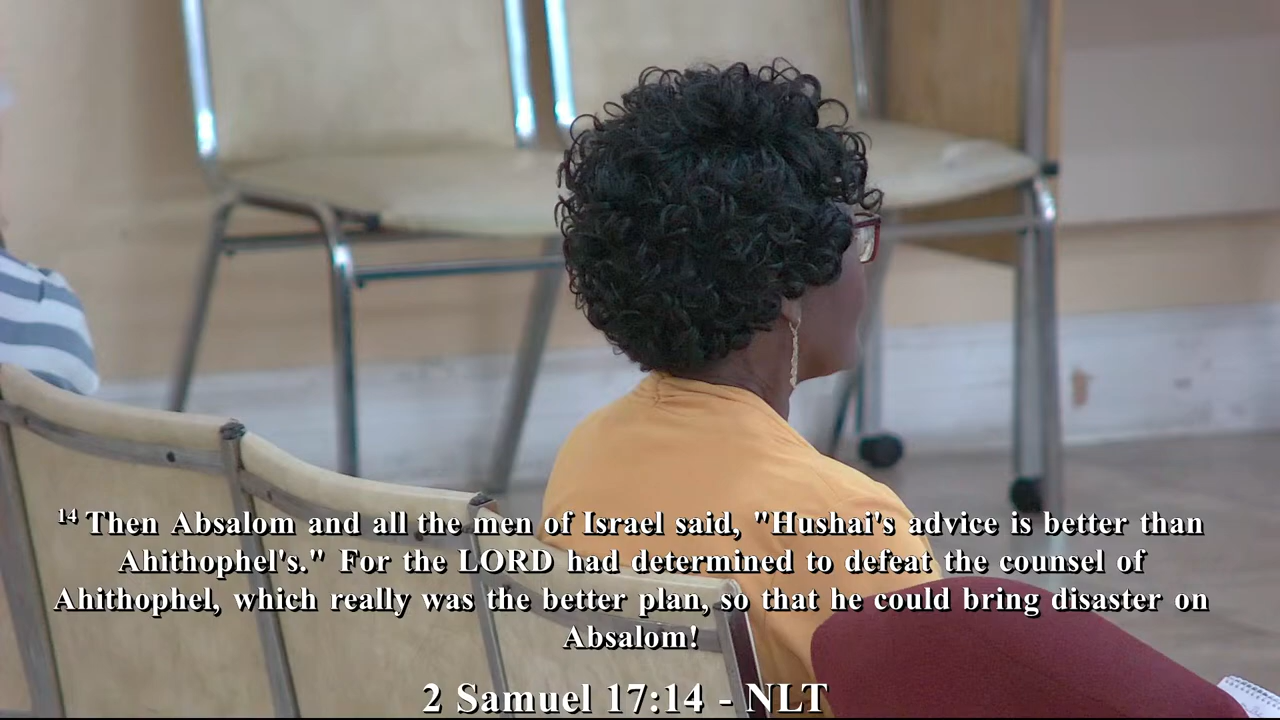 14 Then Absalom and all the men of Israel said, "Hushai's advice is better than
Ahithophel's." For the LORD had determined to defeat the counsel of
Ahithophel, which really was the better plan, so that he could bring disaster on
Absalom!
2 Samuel 17:14 - NLT